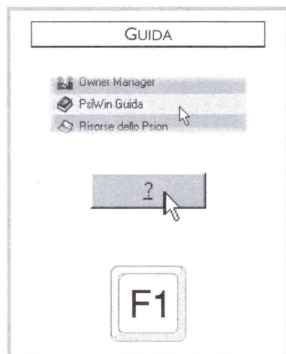 GUIDA
Owner Manager
PsiWin Guida
Risorse dello Psion
?
F1